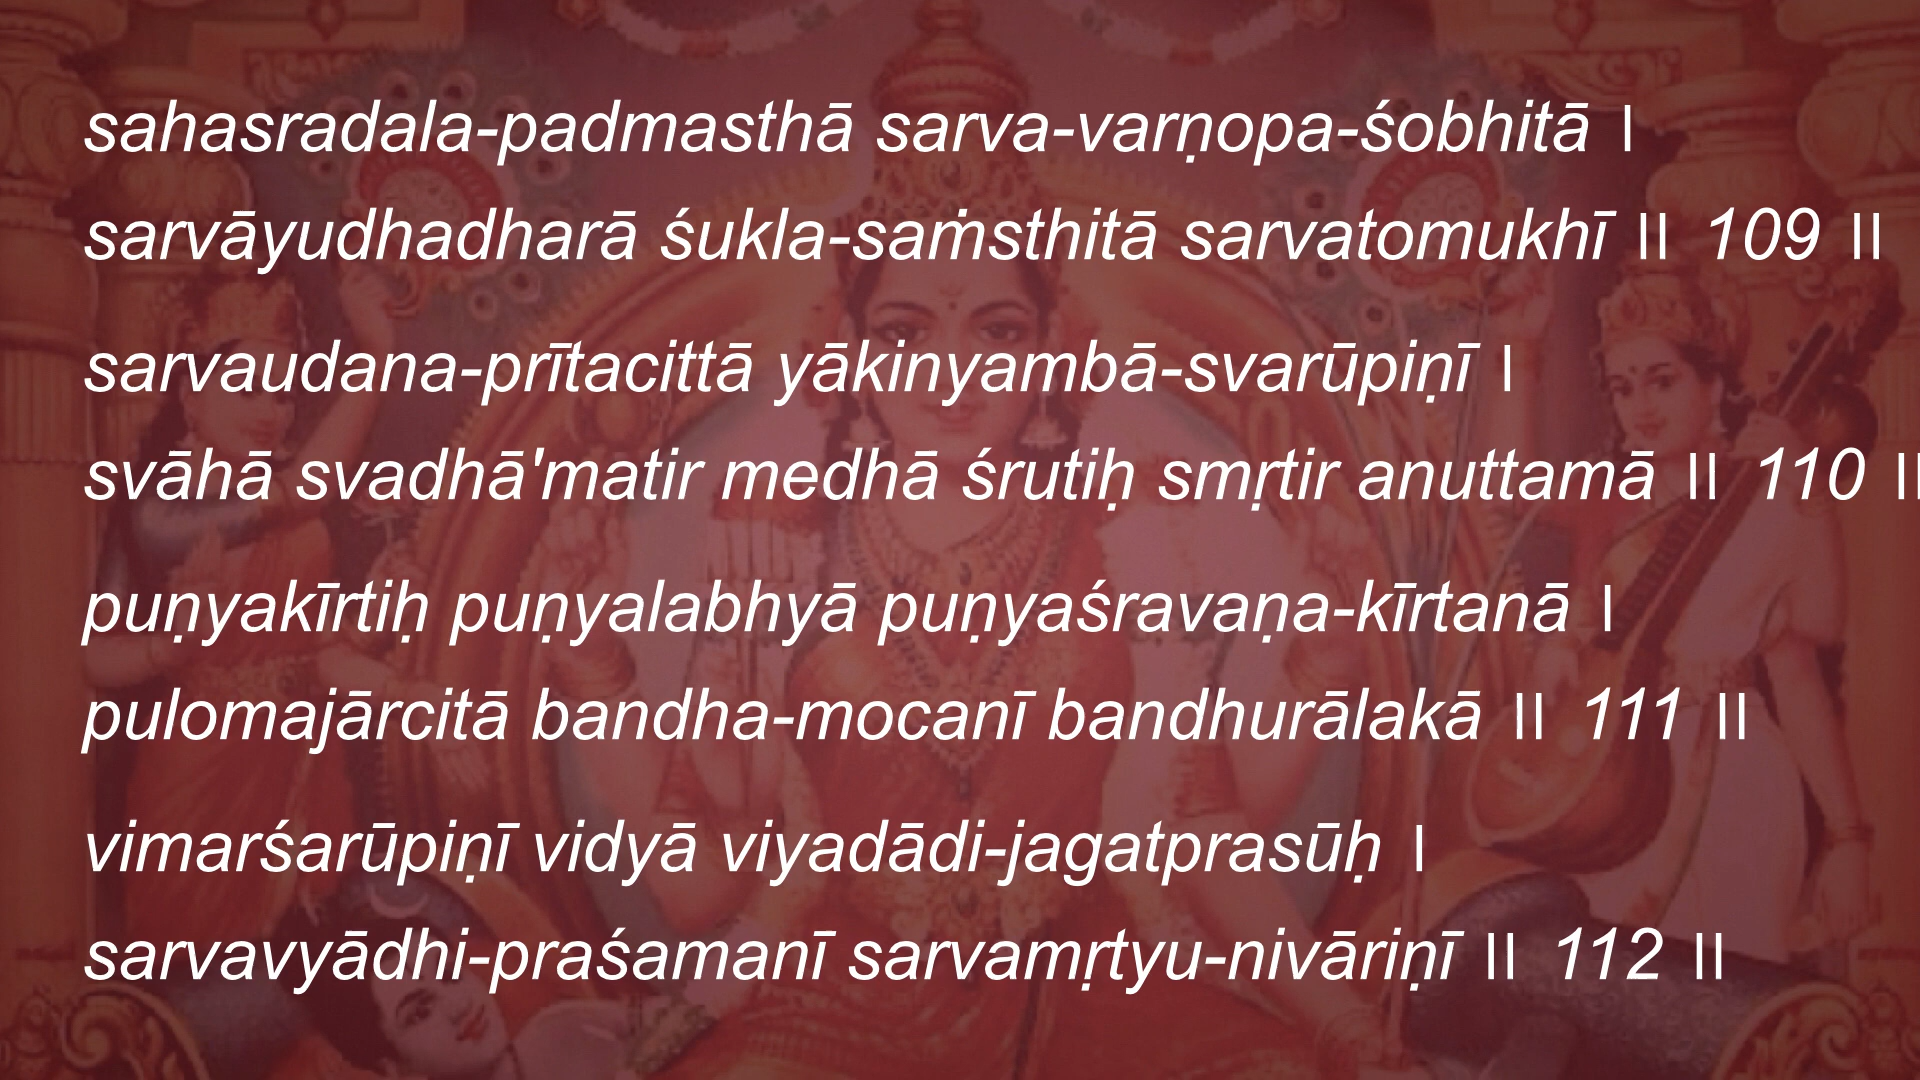 sahasradala-padmasthā sarva-varṇopa-śobhitā ।
sarvāyudhadharā śukla-saṁsthitā sarvatomukhī ॥ 109 ॥
sarvaudana-prītacittā yākinyambā-svarūpiṇī ।
svāhā svadhā'matir medhā śrutiḥ smṛtir anuttamā ॥ 110 ॥
puṇyakīrtiḥ puṇyalabhyā puṇyaśravaṇa-kīrtanā ।
pulomajārcitā bandha-mocanī bandhurālakā ॥ 111 ॥
vimarśarūpiṇī vidyā viyadādi-jagatprasūḥ ।
sarvavyādhi-praśamanī sarvamṛtyu-nivāriṇī ॥ 112 ॥